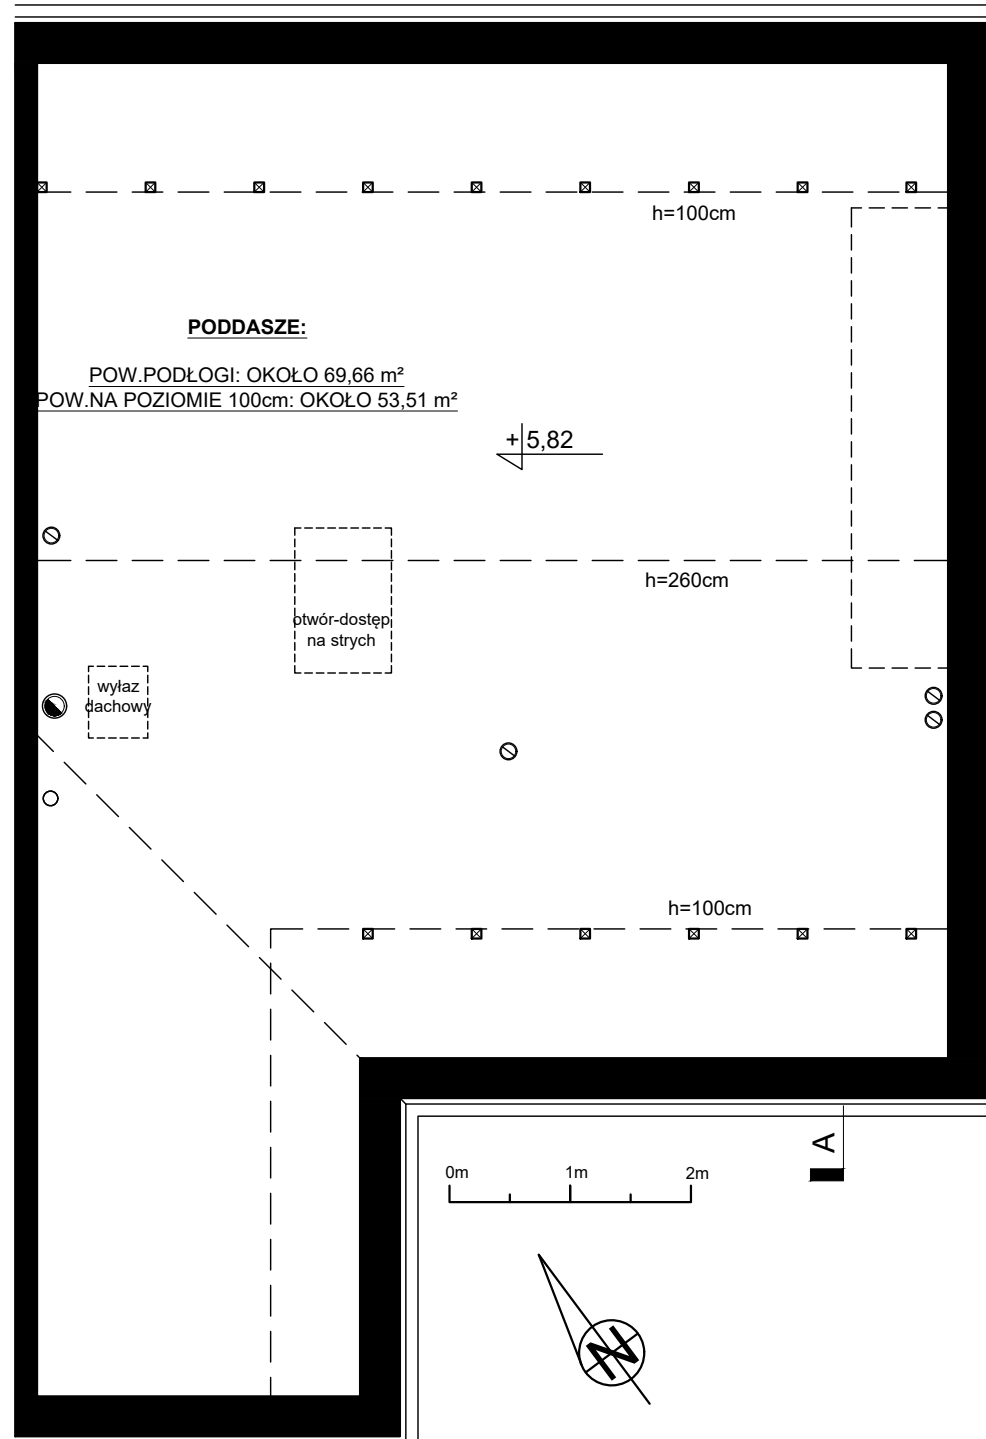 h=100cm
PODDASZE:
POW.PODŁOGI: OKOŁO 69,66 m²
POW.NA POZIOMIE 100cm: OKOŁO 53,51 m²
+5,82
h=260cm
otwór-dostęp
na strych
wyłaz
dachowy
h=100cm
A
0m 1m 2m
N